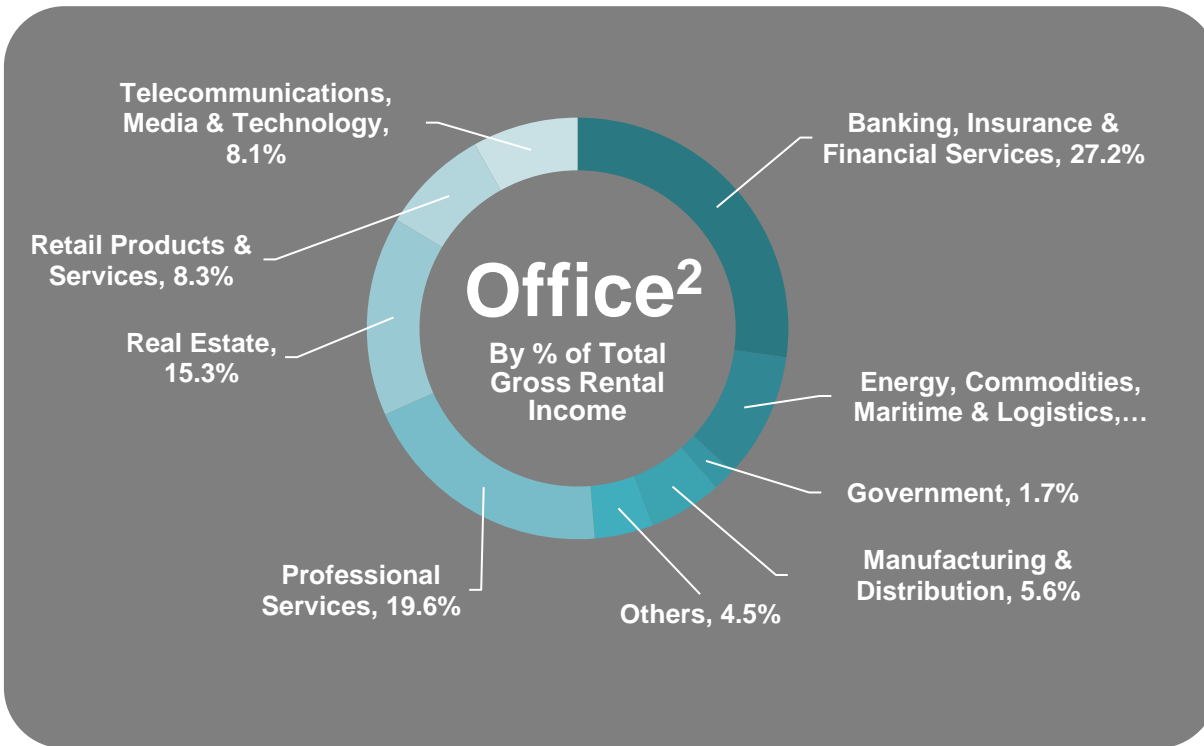 Telecommunications,
Media & Technology,
8.1%
Banking, Insurance &
Financial Services, 27.2%
Retail Products &
Services, 8.3%
Office²
By % of Total
Gross Rental
Income
Real Estate,
15.3%
Energy, Commodities,
Maritime & Logistics,…
Government, 1.7%
Manufacturing &
Distribution, 5.6%
Professional
Services, 19.6%
Others, 4.5%